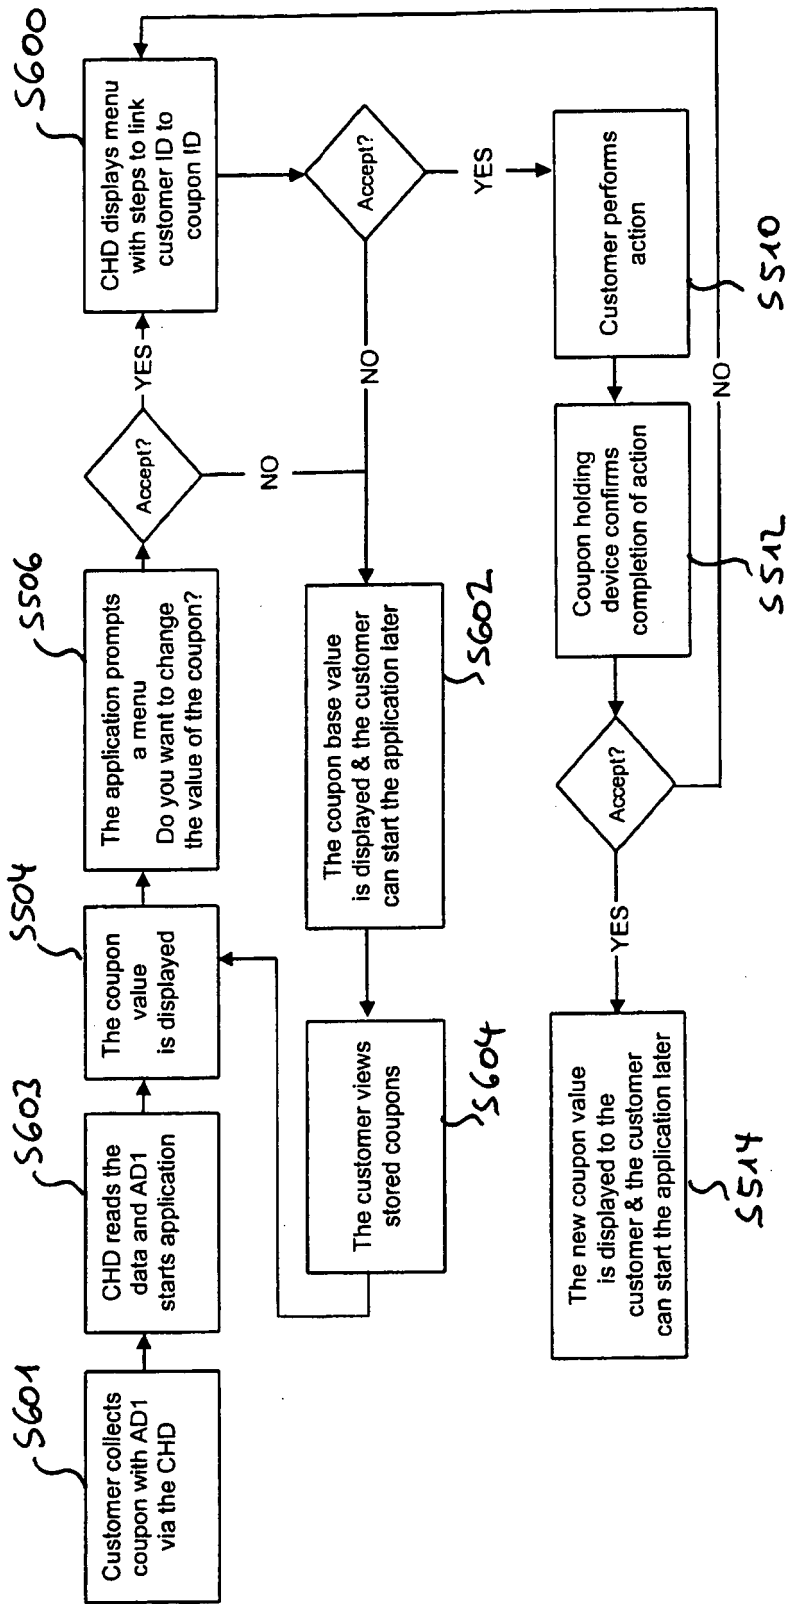 S601
Customer collects
coupon with AD1
via the CHD
S603
CHD reads the
data and AD1
starts application
S504
The coupon
value
is displayed
S506
The application prompts
a menu
Do you want to change
the value of the coupon?
Accept?
YES
NO
S600
CHD displays menu
with steps to link
customer ID to
coupon ID
Accept?
NO
YES
The coupon base value
is displayed & the customer
can start the application later
S602
The customer views
stored coupons
S604
Customer performs
action
S510
Coupon holding
device confirms
completion of action
S512
Accept?
NO
YES
The new coupon value
is displayed to the
customer & the customer
can start the application later
S514